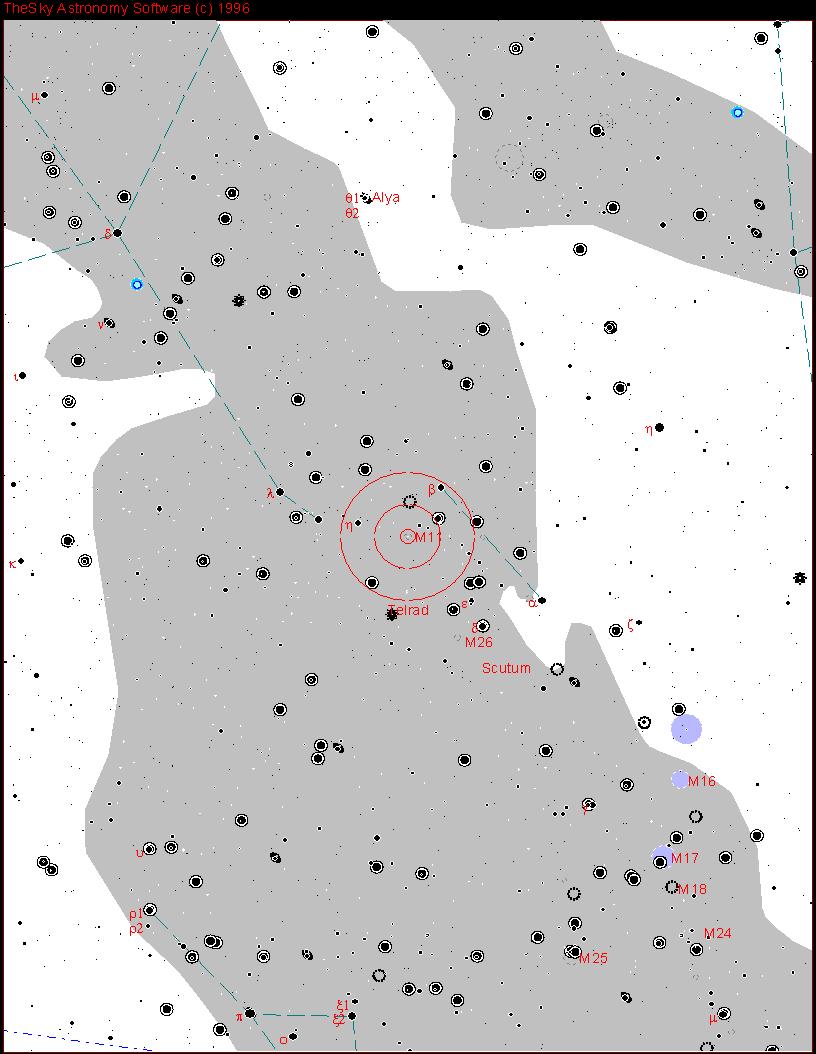 TheSky Astronomy Software (c) 1996
μ
θ1 Alya
θ2
δ
ν
ι
η
β
λ
η
M11
κ
ε
α
Telrad
ζ
δ
M26
Scutum
M16
γ
υ
M17
M18
ρ1
ρ2
M24
M25
ξ1
π
ξ2
μ
ο